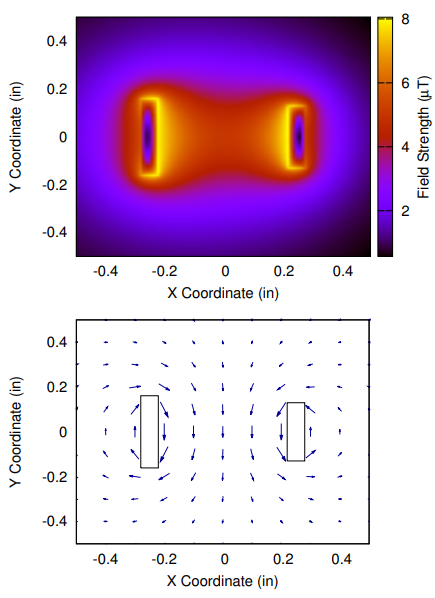 0.4
0.2
0
-0.2
-0.4
Y Coordinate (in)
-0.4 -0.2 0 0.2 0.4
X Coordinate (in)
8
6
4
2
Field Strength (μT)
0.4
0.2
0
-0.2
-0.4
Y Coordinate (in)
-0.4 -0.2 0 0.2 0.4
X Coordinate (in)